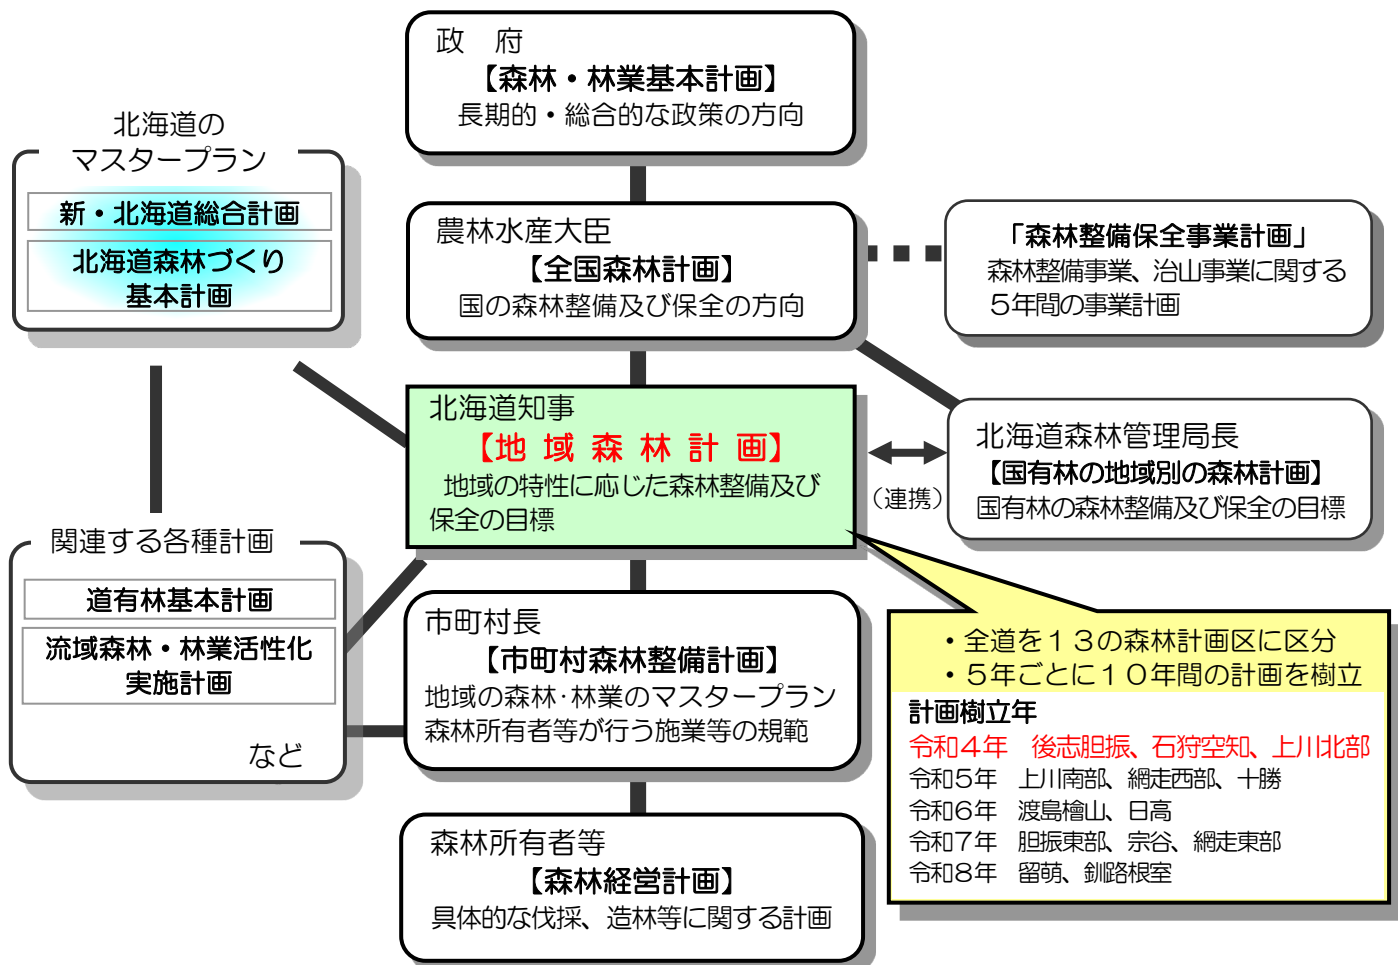 政　府
【森林・林業基本計画】
長期的・総合的な政策の方向
北海道の
マスタープラン
新・北海道総合計画
北海道森林づくり
基本計画
農林水産大臣
【全国森林計画】
国の森林整備及び保全の方向
「森林整備保全事業計画」
森林整備事業、治山事業に関する
５年間の事業計画
北海道知事
【地 域 森 林 計 画】
地域の特性に応じた森林整備及び
保全の目標
（連携）
北海道森林管理局長
【国有林の地域別の森林計画】
国有林の森林整備及び保全の目標
関連する各種計画
道有林基本計画
流域森林・林業活性化
実施計画
など
市町村長
【市町村森林整備計画】
地域の森林・林業のマスタープラン
森林所有者等が行う施業等の規範
・全道を１３の森林計画区に区分
・５年ごとに１０年間の計画を樹立
計画樹立年
令和４年　後志胆振、石狩空知、上川北部
令和５年　上川南部、網走西部、十勝
令和６年　渡島檜山、日高
令和７年　胆振東部、宗谷、網走東部
令和８年　留萌、釧路根室
森林所有者等
【森林経営計画】
具体的な伐採、造林等に関する計画